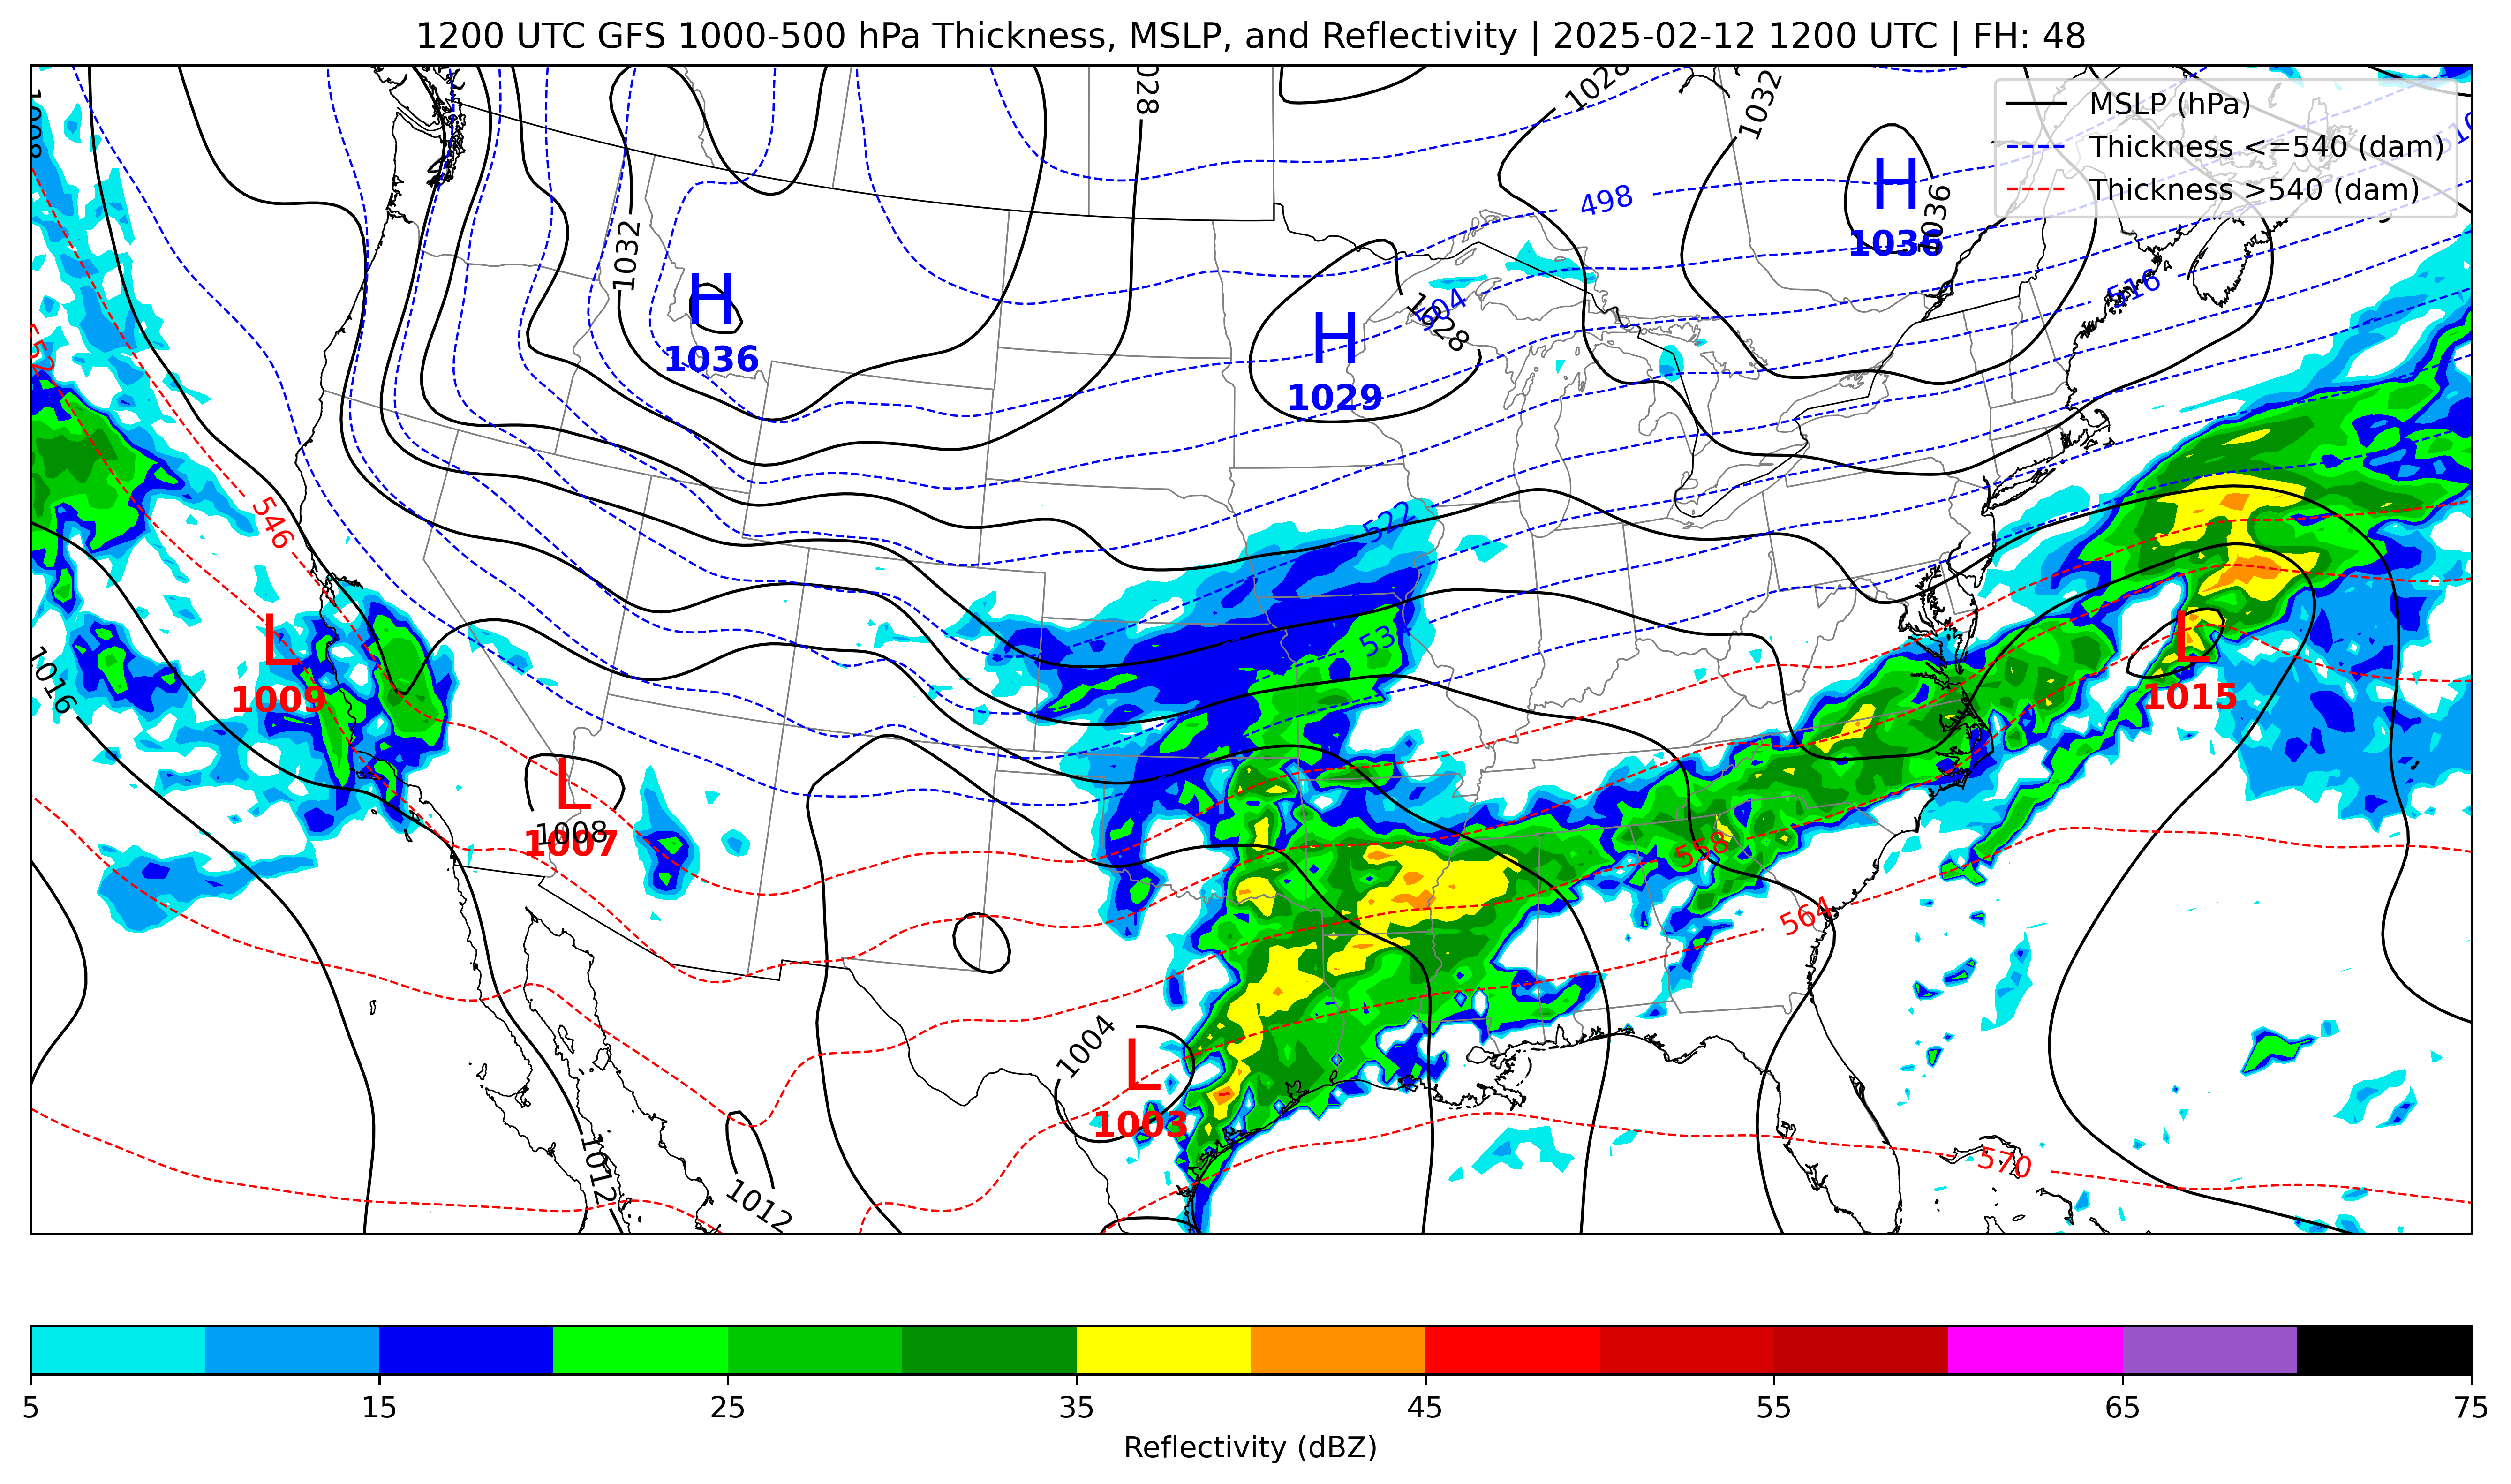 1200 UTC GFS 1000-500 hPa Thickness, MSLP, and Reflectivity | 2025-02-12 1200 UTC | FH: 48
MSLP (hPa)
Thickness <=540 (dam)
Thickness >540 (dam)
1028
1032
498
H
1036
1036
1032
H
1036
504
1028
H
1029
516
546
522
L
1009
1016
L
1015
L
1008
1007
558
564
1004
L
1003
570
1012
1012
5
15
25
35
45
55
65
75
Reflectivity (dBZ)